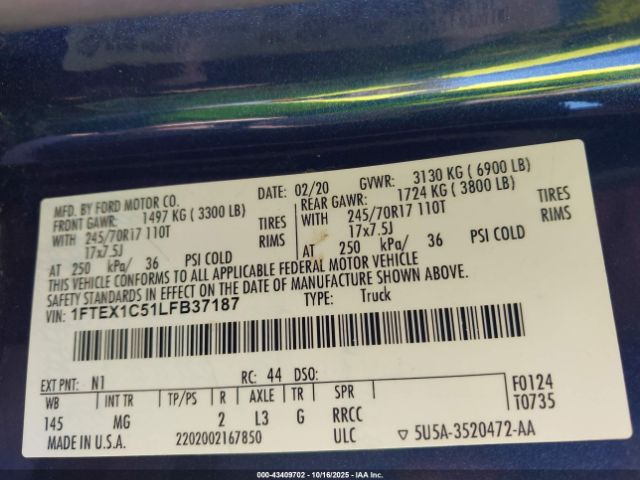 MFD. BY FORD MOTOR CO. DATE: 02/20 GVWR: 3130 KG ( 6900 LB)
FRONT GAWR: 1497 KG ( 3300 LB) REAR GAWR: 1724 KG ( 3800 LB)
WITH 245/70R17 110T TIRES WITH 245/70R17 110T TIRES
17x7.5J RIMS 17x7.5J RIMS
AT 250 kPa/ 36 PSI COLD AT 250 kPa/ 36 PSI COLD
THIS VEHICLE CONFORMS TO ALL APPLICABLE FEDERAL MOTOR VEHICLE
SAFETY STANDARDS IN EFFECT ON THE DATE OF MANUFACTURE SHOWN ABOVE.
VIN: 1FTEX1C51LFB37187 TYPE: Truck
EXT PNT: N1 RC: 44 DSO: F0124
WB INT TR TP/PS R AXLE TR SPR T0735
145 MG 2 L3 G RRCC
MADE IN U.S.A. 2202002167850 ULC ▽ 5U5A-3520472-AA
000-43409702 - 10/16/2025 - IAAI.COM